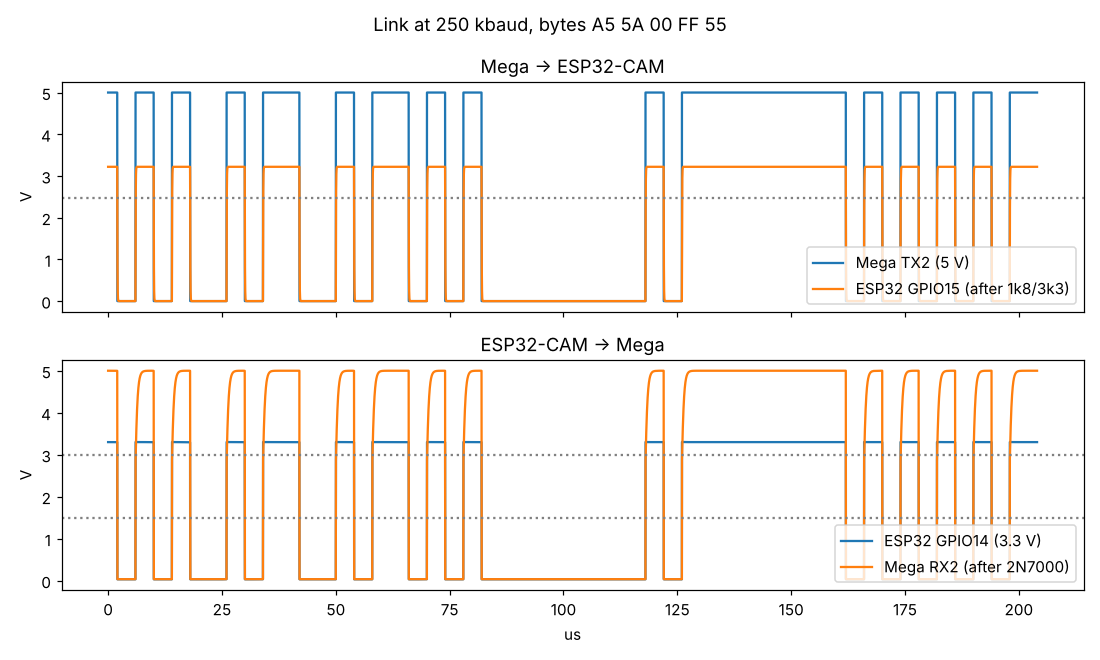 Link at 250 kbaud, bytes A5 5A 00 FF 55
Mega → ESP32-CAM
5
4
3
2
1
0
V
Mega TX2 (5 V)
ESP32 GPIO15 (after 1k8/3k3)
ESP32-CAM → Mega
5
4
3
2
1
0
V
ESP32 GPIO14 (3.3 V)
Mega RX2 (after 2N7000)
0 25 50 75 100 125 150 175 200
us